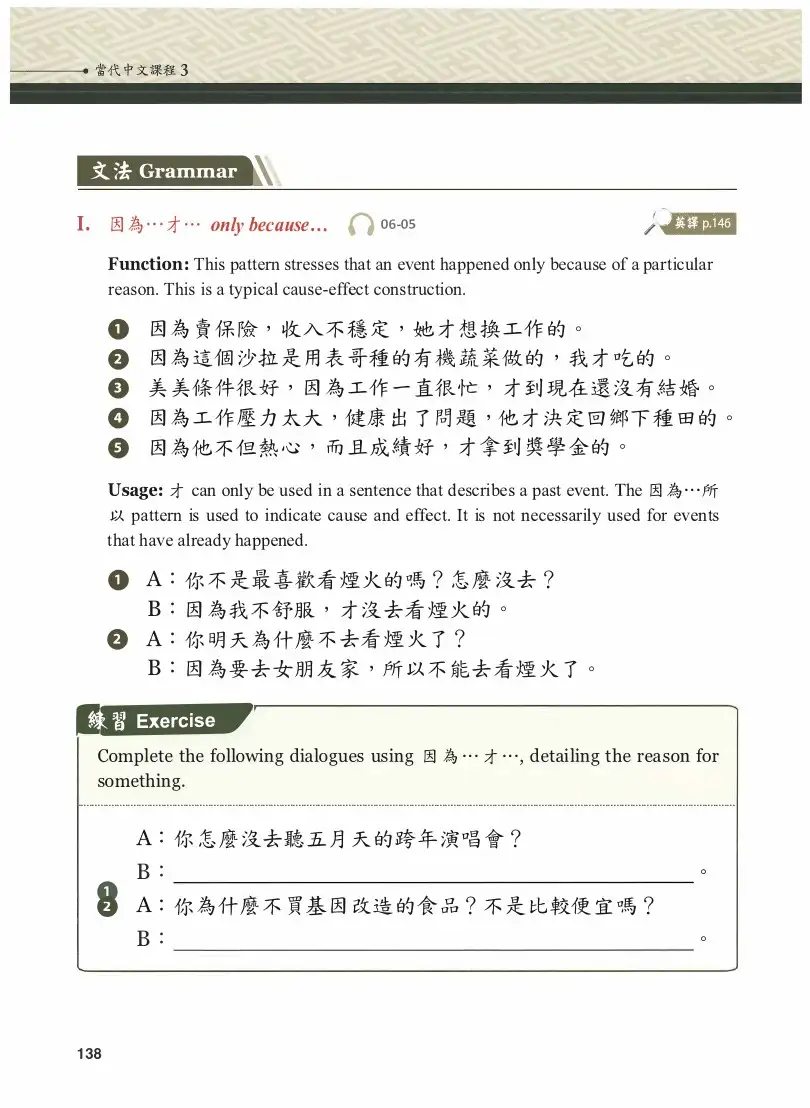 當代中文課程 3
文法 Grammar
I. 因為…才… only because… 06-05 英譯 p.146
Function: This pattern stresses that an event happened only because of a particular
reason. This is a typical cause-effect construction.
1 因為賣保險，收入不穩定，她才想換工作的。
2 因為這個沙拉是用表哥種的有機蔬菜做的，我才吃的。
3 美美條件很好，因為工作一直很忙，才到現在還沒有結婚。
4 因為工作壓力太大，健康出了問題，他才決定回鄉下種田的。
5 因為他不但熱心，而且成績好，才拿到獎學金的。
Usage: 才 can only be used in a sentence that describes a past event. The 因為…所
以 pattern is used to indicate cause and effect. It is not necessarily used for events
that have already happened.
1 A：你不是最喜歡看煙火的嗎？怎麼沒去？
B：因為我不舒服，才沒去看煙火的。
2 A：你明天為什麼不去看煙火了？
B：因為要去女朋友家，所以不能去看煙火了。
練習 Exercise
Complete the following dialogues using 因為…才…, detailing the reason for
something.
A：你怎麼沒去聽五月天的跨年演唱會？
B：。
1
2 A：你為什麼不買基因改造的食品？不是比較便宜嗎？
B：。
138